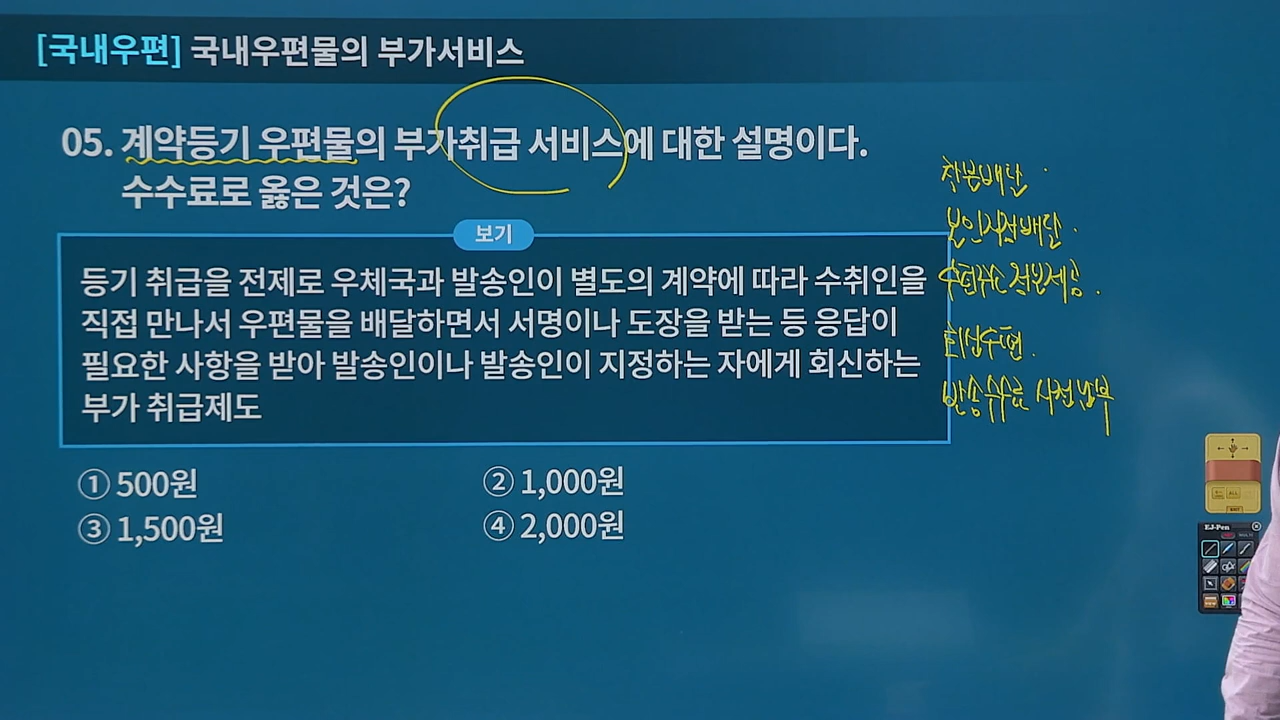 [국내우편] 국내우편물의 부가서비스
05. 계약등기 우편물의 부가취급 서비스에 대한 설명이다.
수수료로 옳은 것은?
보기
등기 취급을 전제로 우체국과 발송인이 별도의 계약에 따라 수취인을
직접 만나서 우편물을 배달하면서 서명이나 도장을 받는 등 응답이
필요한 사항을 받아 발송인이나 발송인이 지정하는 자에게 회신하는
부가 취급제도
① 500원
② 1,000원
③ 1,500원
④ 2,000원
착불배달
본인지정배달
우편주소 정보제공
회신우편
반송수수료 사전납부
EJ-Pen